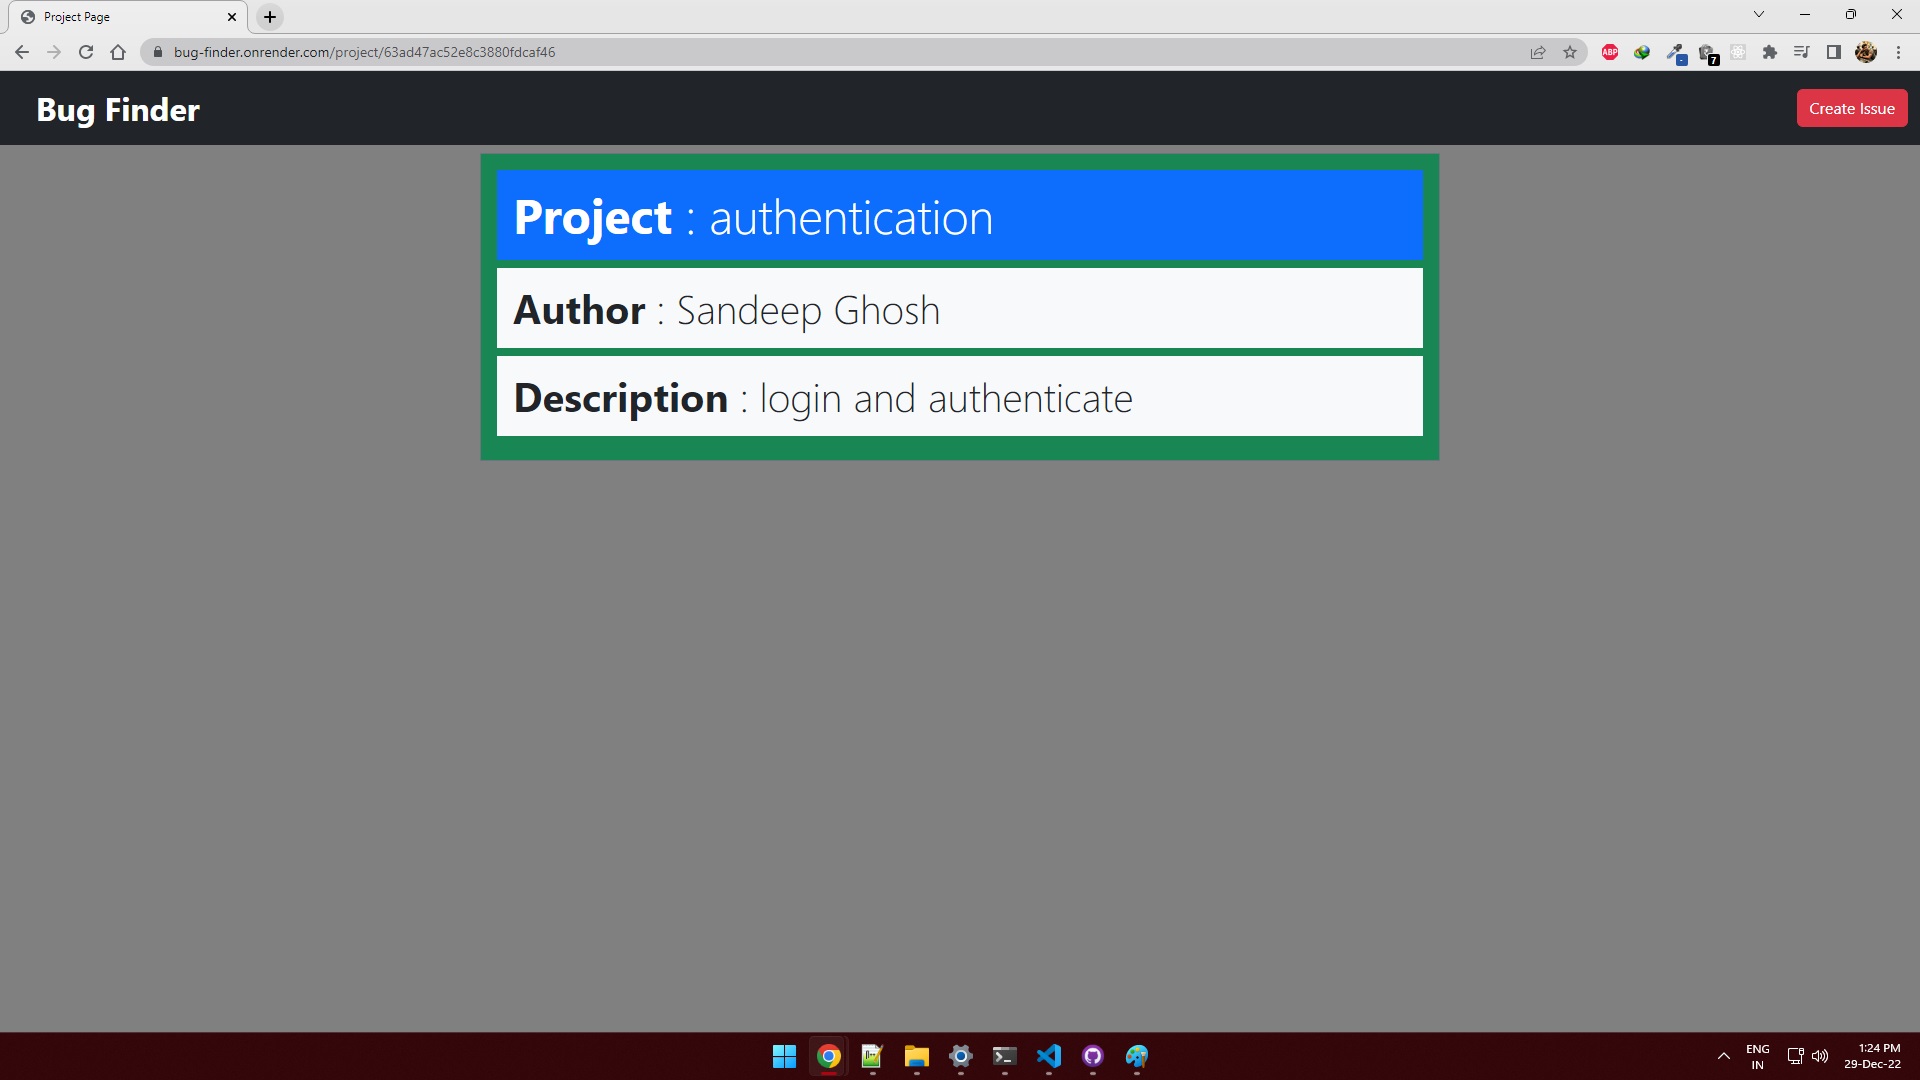 Project Page
bug-finder.onrender.com/project/63ad47ac52e8c3880fdcaf46
ABP
7
Bug Finder
Create Issue
Project : authentication
Author : Sandeep Ghosh
Description : login and authenticate
ENG
IN
1:24 PM
29-Dec-22